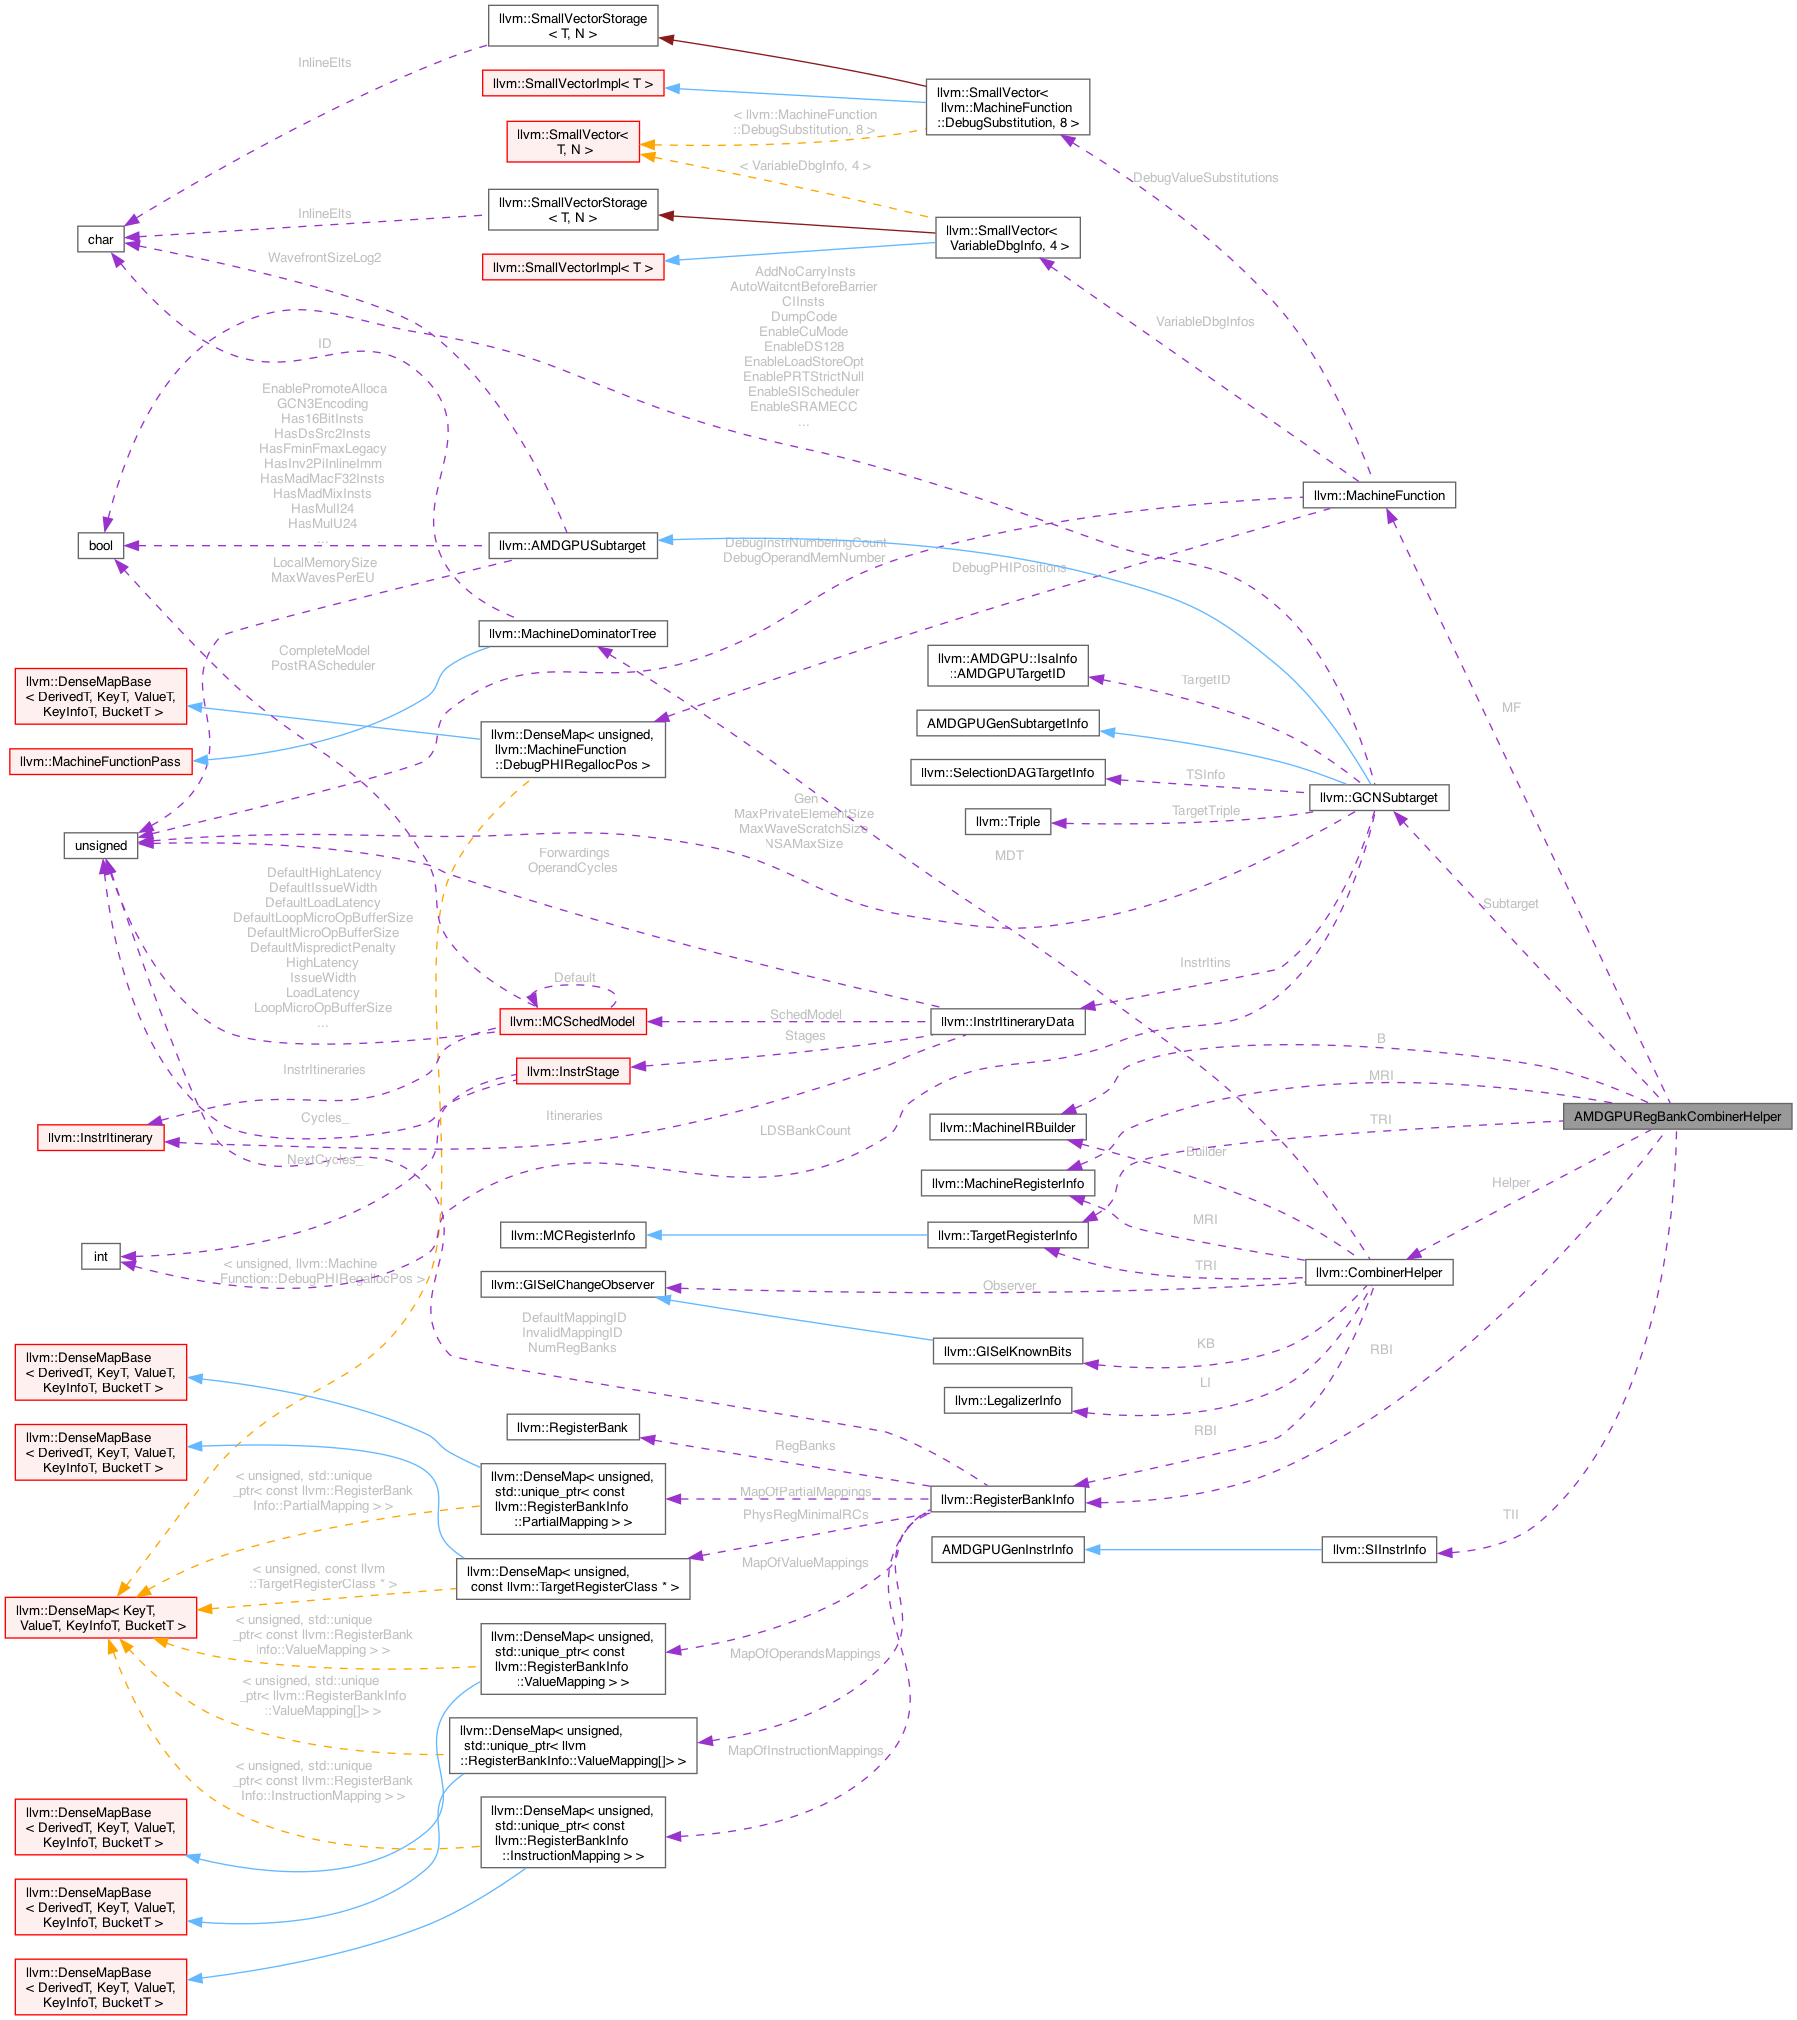 llvm::SmallVectorStorage
< T, N >
InlineElts
llvm::SmallVectorImpl< T >
llvm::SmallVector<
llvm::MachineFunction
::DebugSubstitution, 8 >
< llvm::MachineFunction
::DebugSubstitution, 8 >
llvm::SmallVector<
T, N >
< VariableDbgInfo, 4 >
DebugValueSubstitutions
llvm::SmallVectorStorage
< T, N >
InlineElts
char
llvm::SmallVector<
VariableDbgInfo, 4 >
WavefrontSizeLog2
llvm::SmallVectorImpl< T >
AddNoCarryInsts
AutoWaitcntBeforeBarrier
CIInsts
DumpCode
EnableCuMode
EnableDS128
EnableLoadStoreOpt
EnablePRTStrictNull
EnableSIScheduler
EnableSRAMECC
...
VariableDbgInfos
ID
EnablePromoteAlloca
GCN3Encoding
Has16BitInsts
HasDsSrc2Insts
HasFminFmaxLegacy
HasInv2PiInlineImm
HasMadMacF32Insts
HasMadMixInsts
HasMulI24
HasMulU24
...
llvm::MachineFunction
bool
llvm::AMDGPUSubtarget
DebugInstrNumberingCount
DebugOperandMemNumber
DebugPHIPositions
LocalMemorySize
MaxWavesPerEU
llvm::MachineDominatorTree
CompleteModel
PostRAScheduler
llvm::AMDGPU::IsaInfo
::AMDGPUTargetID
TargetID
llvm::DenseMapBase
< DerivedT, KeyT, ValueT,
KeyInfoT, BucketT >
MF
AMDGPUGenSubtargetInfo
llvm::DenseMap< unsigned,
llvm::MachineFunction
::DebugPHIRegallocPos >
llvm::MachineFunctionPass
llvm::SelectionDAGTargetInfo
TSInfo
llvm::GCNSubtarget
Gen
MaxPrivateElementSize
MaxWaveScratchSize
NSAMaxSize
llvm::Triple
TargetTriple
unsigned
Forwardings
OperandCycles
MDT
DefaultHighLatency
DefaultIssueWidth
DefaultLoadLatency
DefaultLoopMicroOpBufferSize
DefaultMicroOpBufferSize
DefaultMispredictPenalty
HighLatency
IssueWidth
LoadLatency
LoopMicroOpBufferSize
...
Subtarget
InstrItins
Default
llvm::MCSchedModel
SchedModel
llvm::InstrItineraryData
Stages
B
InstrItineraries
llvm::InstrStage
MRI
Cycles_
Itineraries
LDSBankCount
TRI
AMDGPURegBankCombinerHelper
llvm::MachineIRBuilder
llvm::InstrItinerary
Builder
NextCycles_
llvm::MachineRegisterInfo
Helper
MRI
llvm::MCRegisterInfo
llvm::TargetRegisterInfo
int
TRI
< unsigned, llvm::Machine
Function::DebugPHIRegallocPos >
llvm::GISelChangeObserver
Observer
llvm::CombinerHelper
DefaultMappingID
InvalidMappingID
NumRegBanks
llvm::GISelKnownBits
KB
RBI
llvm::DenseMapBase
< DerivedT, KeyT, ValueT,
KeyInfoT, BucketT >
LI
llvm::LegalizerInfo
llvm::RegisterBank
RBI
RegBanks
llvm::DenseMapBase
< DerivedT, KeyT, ValueT,
KeyInfoT, BucketT >
< unsigned, std::unique
_ptr< const llvm::RegisterBank
Info::PartialMapping > >
llvm::DenseMap< unsigned,
std::unique_ptr< const
llvm::RegisterBankInfo
::PartialMapping > >
MapOfPartialMappings
llvm::RegisterBankInfo
PhysRegMinimalRCs
TII
AMDGPUGenInstrInfo
llvm::SIInstrInfo
MapOfValueMappings
< unsigned, const llvm
::TargetRegisterClass * >
llvm::DenseMap< unsigned,
const llvm::TargetRegisterClass * >
llvm::DenseMap< KeyT,
ValueT, KeyInfoT, BucketT >
< unsigned, std::unique
_ptr< const llvm::RegisterBank
Info::ValueMapping > >
llvm::DenseMap< unsigned,
std::unique_ptr< const
llvm::RegisterBankInfo
::ValueMapping > >
MapOfOperandsMappings
< unsigned, std::unique
_ptr< llvm::RegisterBankInfo
::ValueMapping[]> >
llvm::DenseMap< unsigned,
std::unique_ptr< llvm
::RegisterBankInfo::ValueMapping[]> >
MapOfInstructionMappings
< unsigned, std::unique
_ptr< const llvm::RegisterBank
Info::InstructionMapping > >
llvm::DenseMapBase
< DerivedT, KeyT, ValueT,
KeyInfoT, BucketT >
llvm::DenseMap< unsigned,
std::unique_ptr< const
llvm::RegisterBankInfo
::InstructionMapping > >
llvm::DenseMapBase
< DerivedT, KeyT, ValueT,
KeyInfoT, BucketT >
llvm::DenseMapBase
< DerivedT, KeyT, ValueT,
KeyInfoT, BucketT >